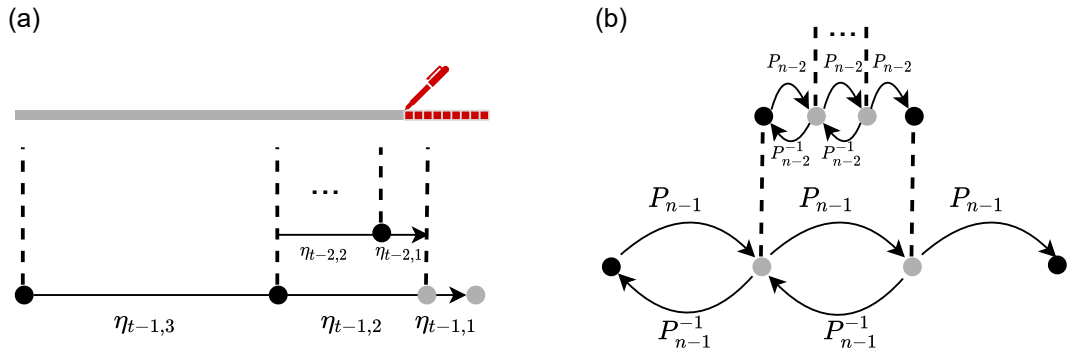 (a)
(b)
...
P_{n-2} P_{n-2} P_{n-2}
P_{n-2}^{-1} P_{n-2}^{-1}
...
η_{t-2,2} η_{t-2,1}
η_{t-1,3} η_{t-1,2} η_{t-1,1}
P_{n-1} P_{n-1} P_{n-1}
P_{n-1}^{-1} P_{n-1}^{-1}